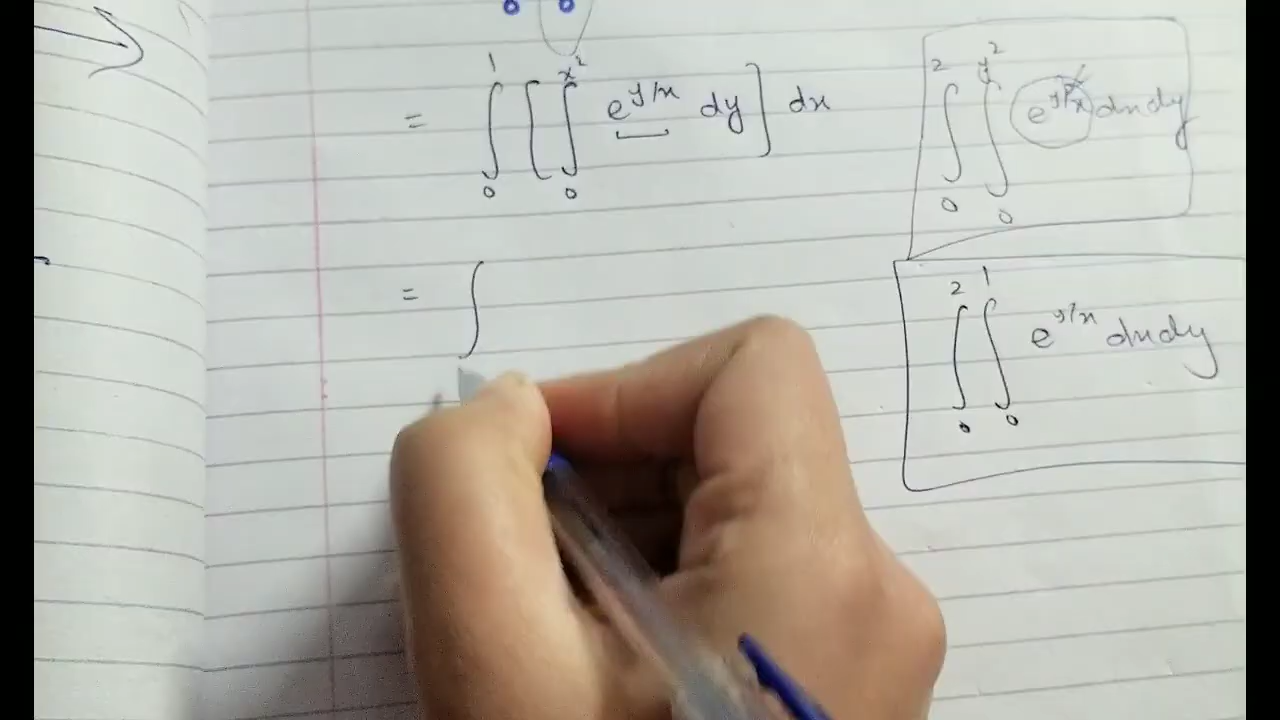 = ∫₀¹ [ ∫₀^{x²} e^{y/x} dy ] dx
= ∫
∫₀² ∫₀^{y²} e^{y/x} dx dy
∫₀² ∫₀¹ e^{y/x} dx dy